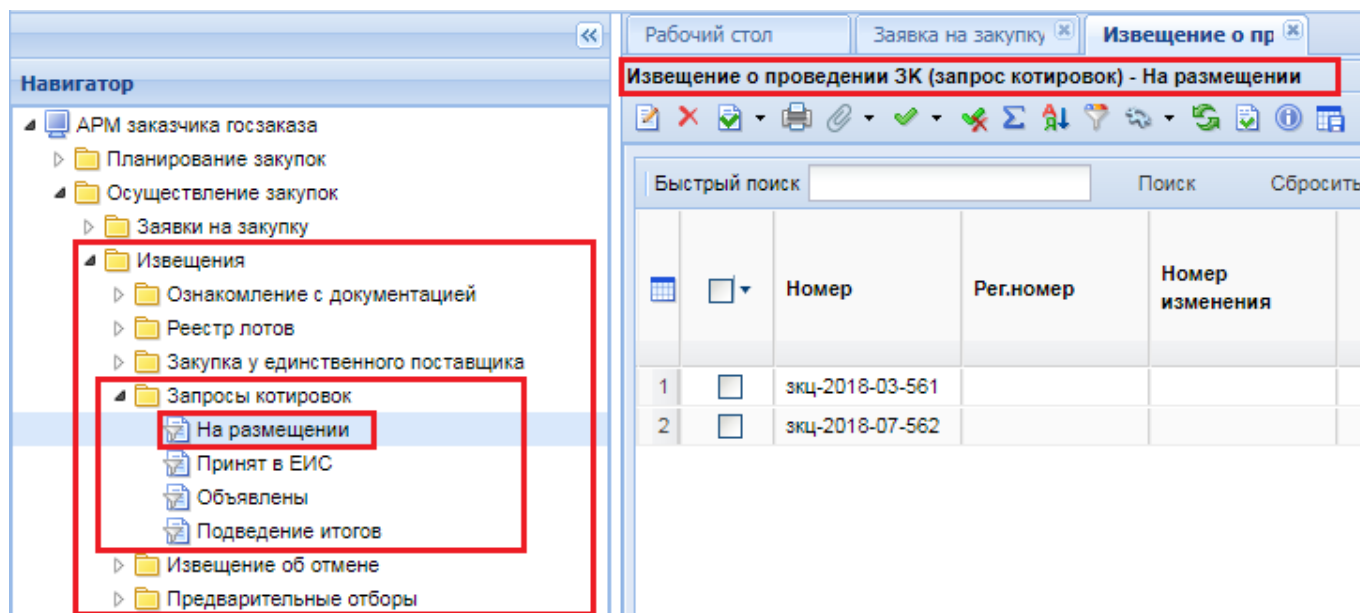 Навигатор
АРМ заказчика госзаказа
Планирование закупок
Осуществление закупок
Заявки на закупку
Извещения
Ознакомление с документацией
Реестр лотов
Закупка у единственного поставщика
Запросы котировок
На размещении
Принят в ЕИС
Объявлены
Подведение итогов
Извещение об отмене
Предварительные отборы
Рабочий стол Заявка на закупку Извещение о пр
Извещение о проведении ЗК (запрос котировок) - На размещении
Быстрый поиск Поиск Сбросить
Номер Рег.номер Номер изменения
1 зкц-2018-03-561
2 зкц-2018-07-562